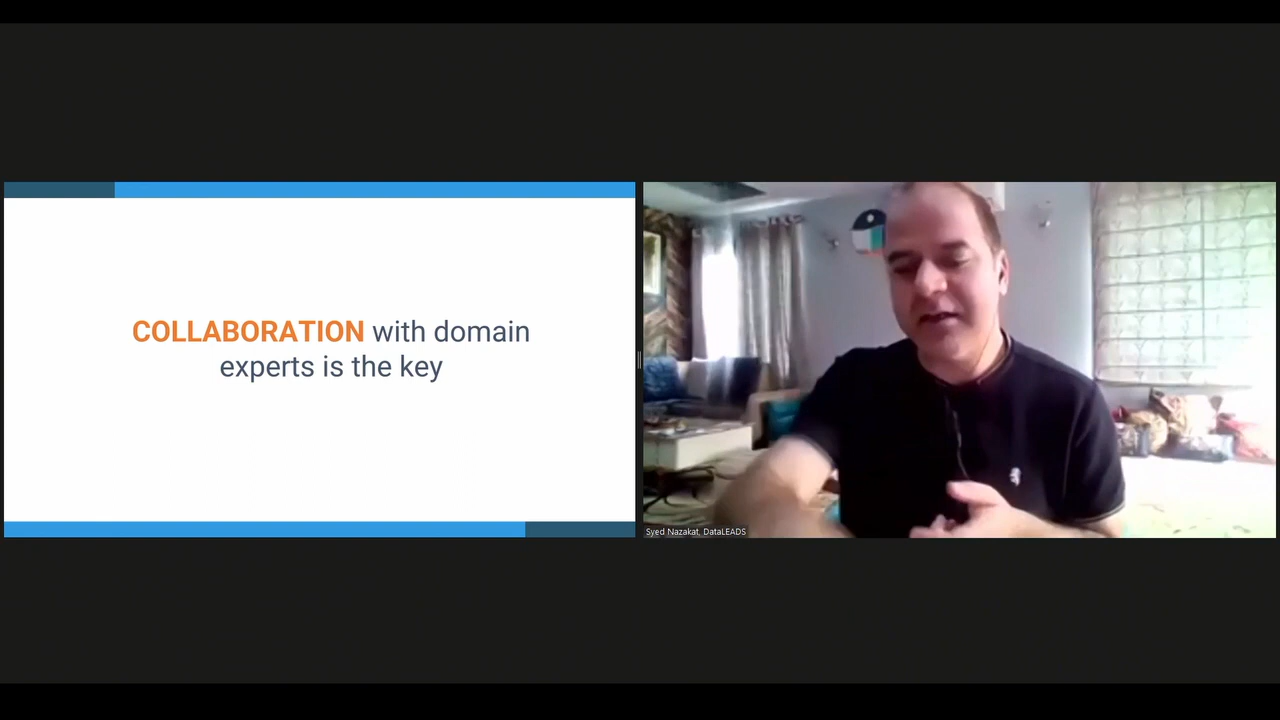 COLLABORATION with domain
experts is the key
Syed Nazakat, DataLEADS